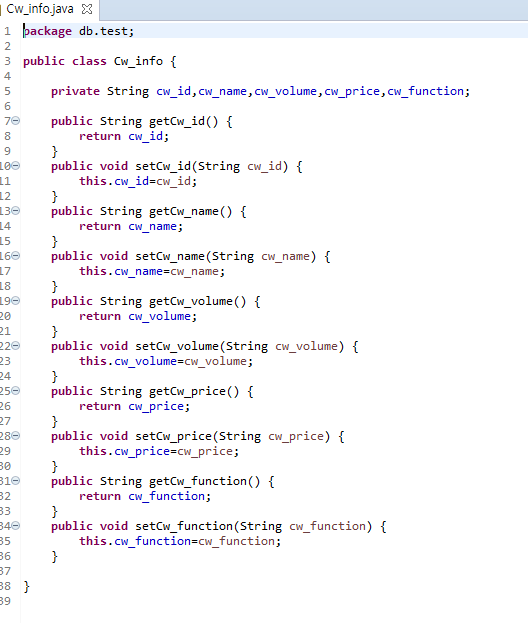 Cw_info.java
1 package db.test;
2
3 public class Cw_info {
4
5     private String cw_id,cw_name,cw_volume,cw_price,cw_function;
6
7     public String getCw_id() {
8         return cw_id;
9     }
10     public void setCw_id(String cw_id) {
11         this.cw_id=cw_id;
12     }
13     public String getCw_name() {
14         return cw_name;
15     }
16     public void setCw_name(String cw_name) {
17         this.cw_name=cw_name;
18     }
19     public String getCw_volume() {
20         return cw_volume;
21     }
22     public void setCw_volume(String cw_volume) {
23         this.cw_volume=cw_volume;
24     }
25     public String getCw_price() {
26         return cw_price;
27     }
28     public void setCw_price(String cw_price) {
29         this.cw_price=cw_price;
30     }
31     public String getCw_function() {
32         return cw_function;
33     }
34     public void setCw_function(String cw_function) {
35         this.cw_function=cw_function;
36     }
37
38 }
39